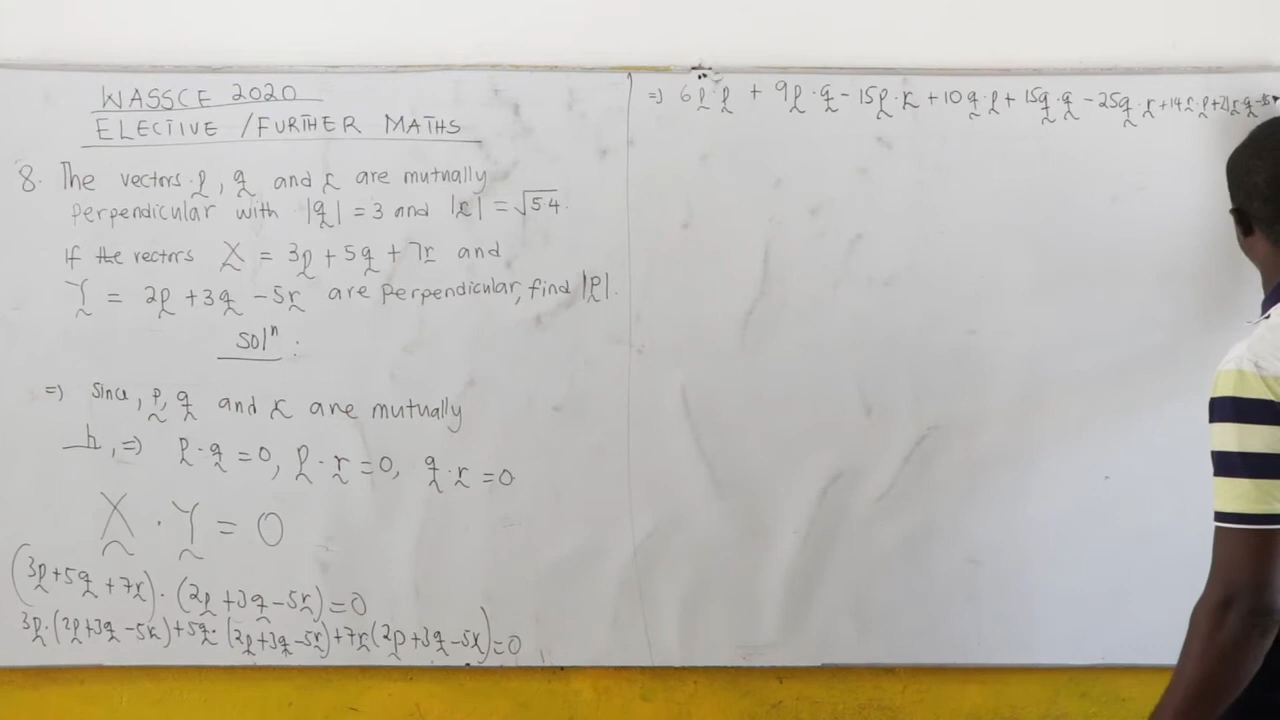 WASSCE 2020
ELECTIVE / FURTHER MATHS
8. The vectors p, q and r are mutually
perpendicular with |q| = 3 and |r| = √5.4.
If the vectors X = 3p + 5q + 7r and
Y = 2p + 3q - 5r are perpendicular, find |p|.
Solⁿ :
=) Since, p, q and r are mutually
=) p · q = 0, p · r = 0, q · r = 0
X · Y = 0
(3p + 5q + 7r) · (2p + 3q - 5r) = 0
3p · (2p + 3q - 5r) + 5q · (2p + 3q - 5r) + 7r (2p + 3q - 5r) = 0
=) 6p · p + 9p · q - 15p · r + 10q · p + 15q · q - 25q · r + 14r · p + 21r · q